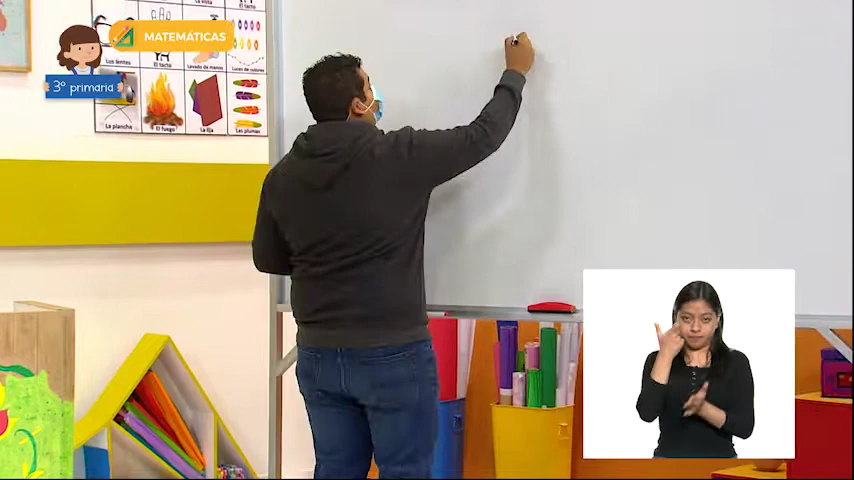 La vista
El tarro
MATEMÁTICAS
3° primaria
Los lentes
El tacto
Lavado de manos
Luces de colores
La plancha
El fuego
La lija
Las plumas